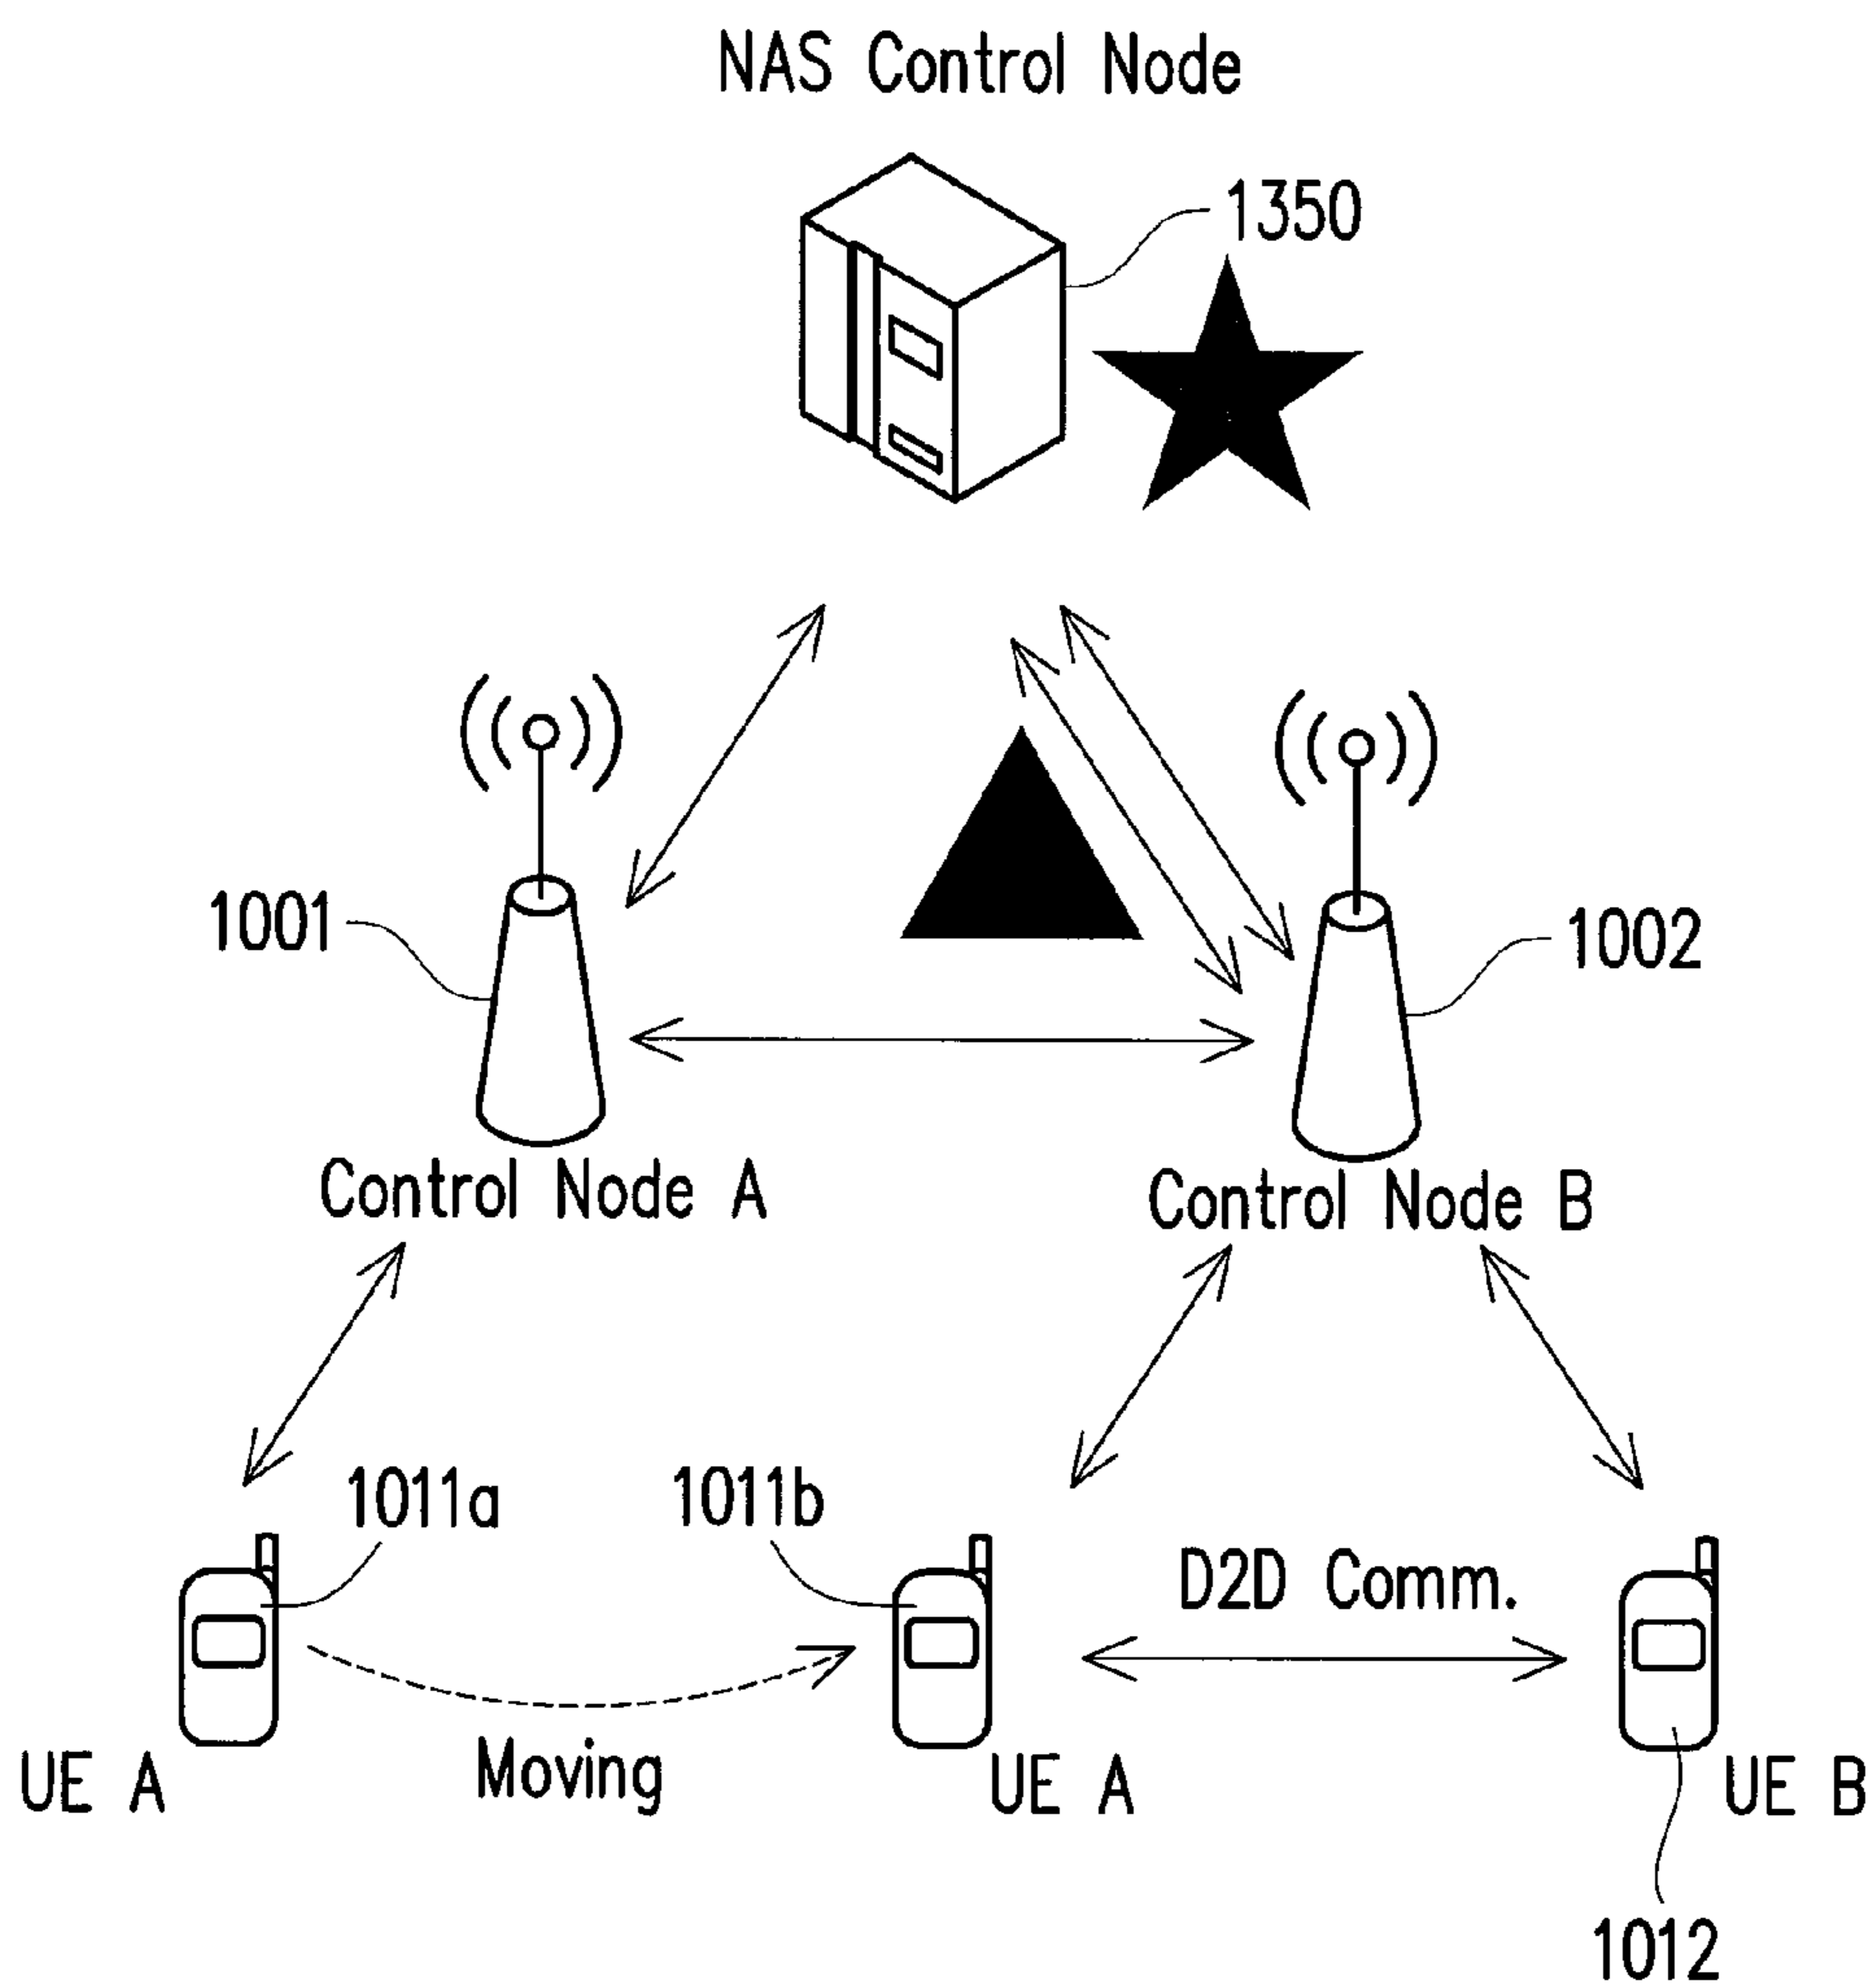 NAS Control Node
1350
1001
1002
Control Node A
Control Node B
1011a
1011b
D2D Comm.
Moving
UE A
UE A
UE B
1012